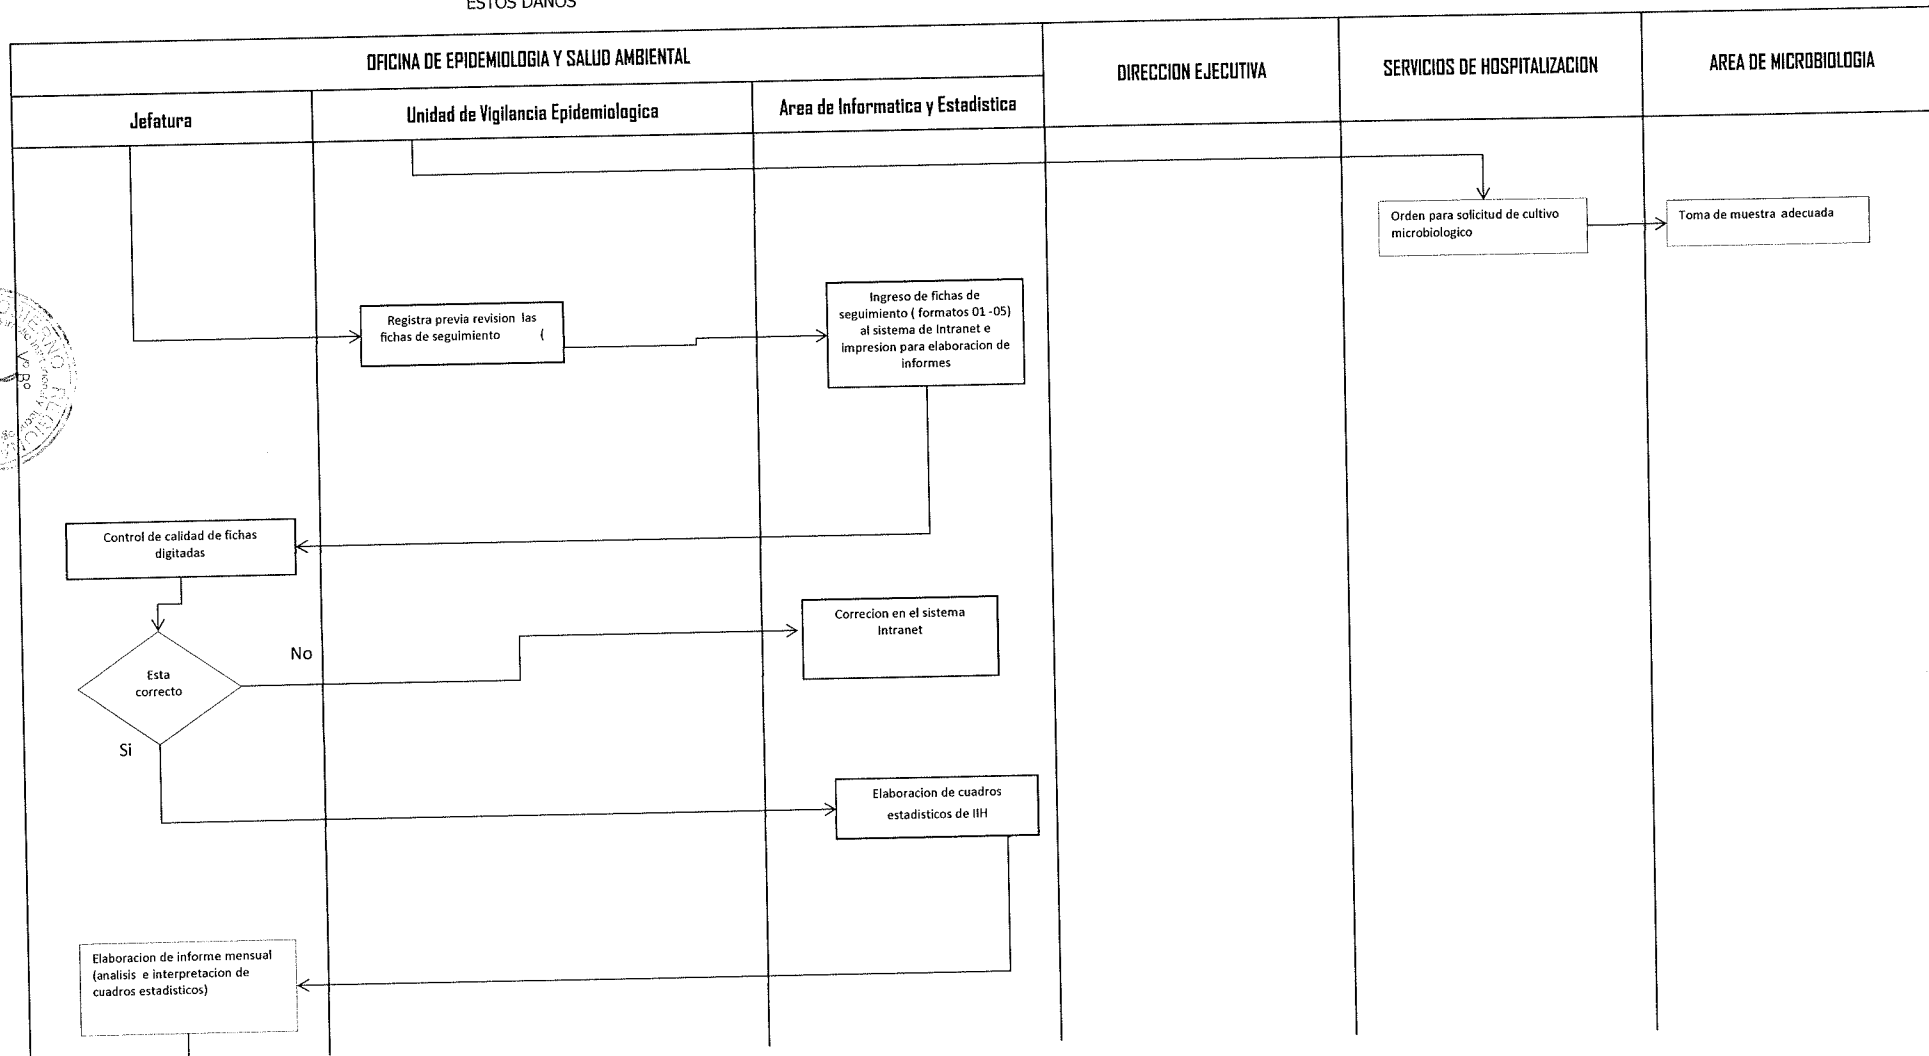 ESTOS DAÑOS
OFICINA DE EPIDEMIOLOGIA Y SALUD AMBIENTAL
DIRECCION EJECUTIVA
SERVICIOS DE HOSPITALIZACION
AREA DE MICROBIOLOGIA
Jefatura
Unidad de Vigilancia Epidemiologica
Area de Informatica y Estadistica
Orden para solicitud de cultivo
microbiologico
Toma de muestra adecuada
Registra previa revision las
fichas de seguimiento (
Ingreso de fichas de
seguimiento ( formatos 01 -05)
al sistema de Intranet e
impresion para elaboracion de
informes
VºBº
Control de calidad de fichas
digitadas
Correcion en el sistema
Intranet
No
Esta
correcto
Si
Elaboracion de cuadros
estadisticos de IIH
Elaboracion de informe mensual
(analisis e interpretacion de
cuadros estadisticos)